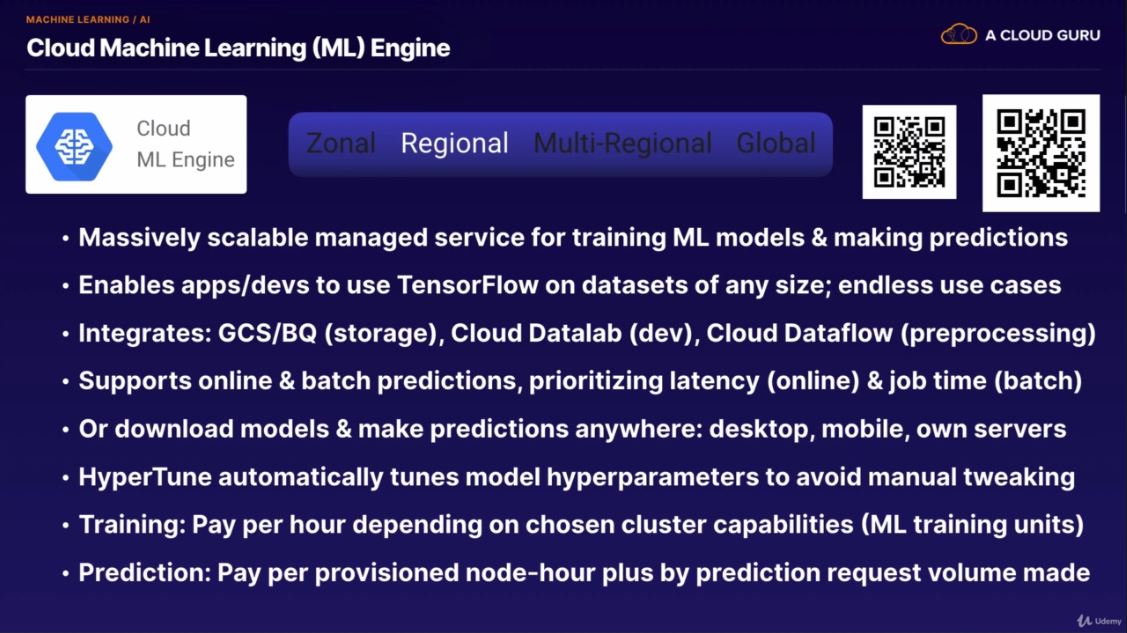 MACHINE LEARNING / AI
Cloud Machine Learning (ML) Engine
A CLOUD GURU
Cloud
ML Engine
Zonal Regional Multi-Regional Global
• Massively scalable managed service for training ML models & making predictions
• Enables apps/devs to use TensorFlow on datasets of any size; endless use cases
• Integrates: GCS/BQ (storage), Cloud Datalab (dev), Cloud Dataflow (preprocessing)
• Supports online & batch predictions, prioritizing latency (online) & job time (batch)
• Or download models & make predictions anywhere: desktop, mobile, own servers
• HyperTune automatically tunes model hyperparameters to avoid manual tweaking
• Training: Pay per hour depending on chosen cluster capabilities (ML training units)
• Prediction: Pay per provisioned node-hour plus by prediction request volume made
Udemy